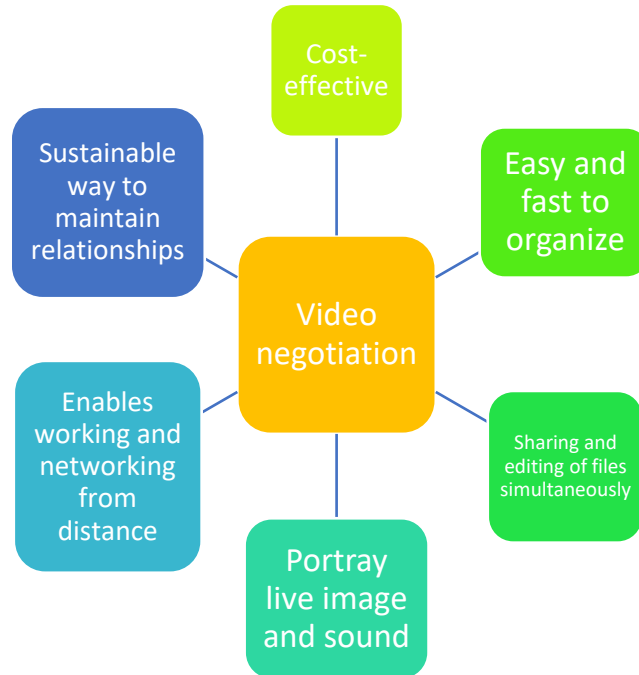 Cost-
effective
Sustainable
way to
maintain
relationships
Easy and
fast to
organize
Video
negotiation
Enables
working and
networking
from
distance
Sharing and
editing of files
simultaneously
Portray
live image
and sound